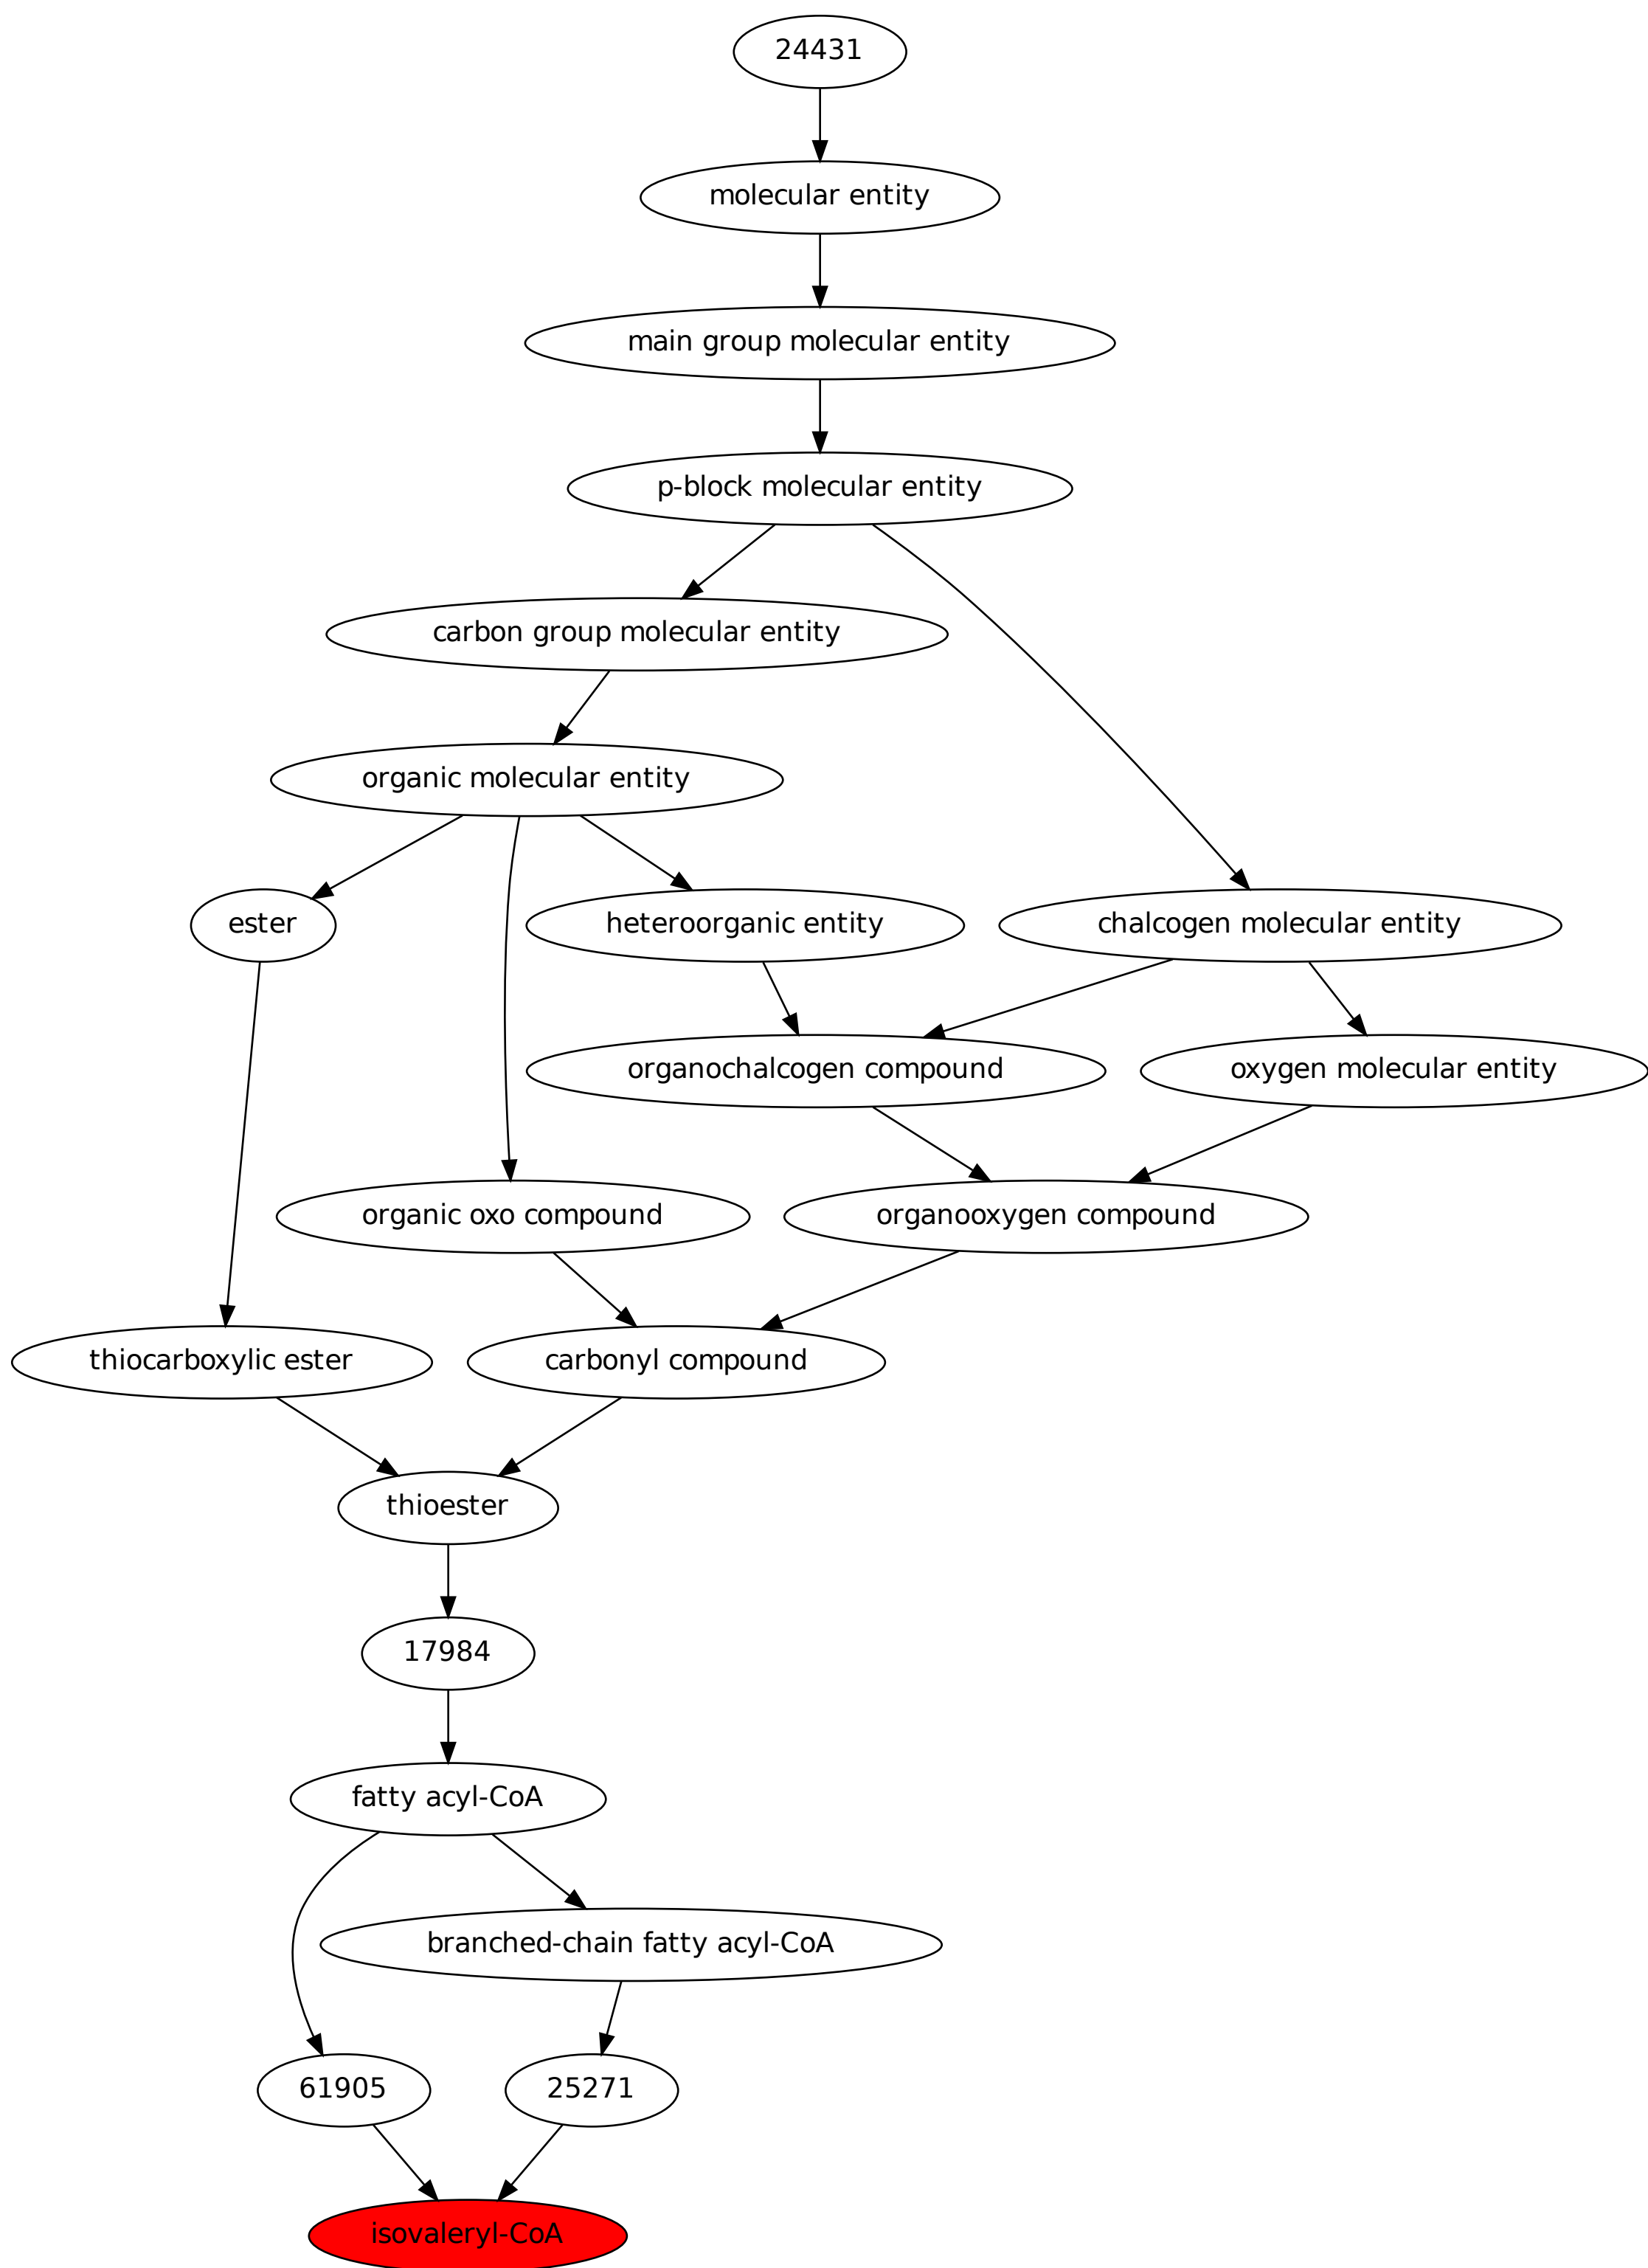 24431
molecular entity
main group molecular entity
p-block molecular entity
carbon group molecular entity
organic molecular entity
ester
heteroorganic entity
chalcogen molecular entity
organochalcogen compound
oxygen molecular entity
organic oxo compound
organooxygen compound
thiocarboxylic ester
carbonyl compound
thioester
17984
fatty acyl-CoA
branched-chain fatty acyl-CoA
61905
25271
isovaleryl-CoA